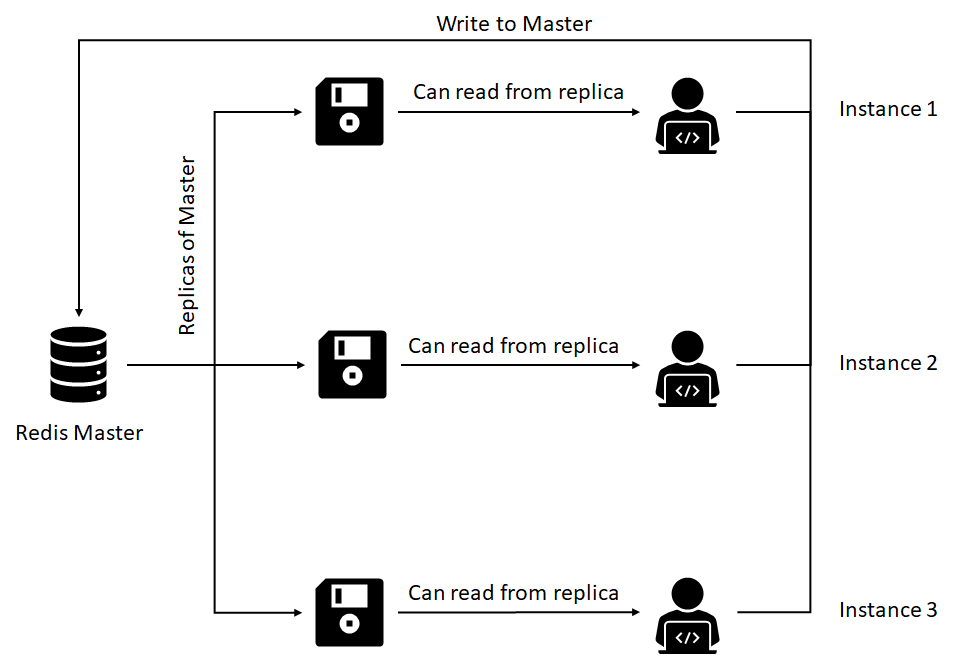 Write to Master
Can read from replica
Instance 1
Replicas of Master
Can read from replica
Instance 2
Redis Master
Can read from replica
Instance 3